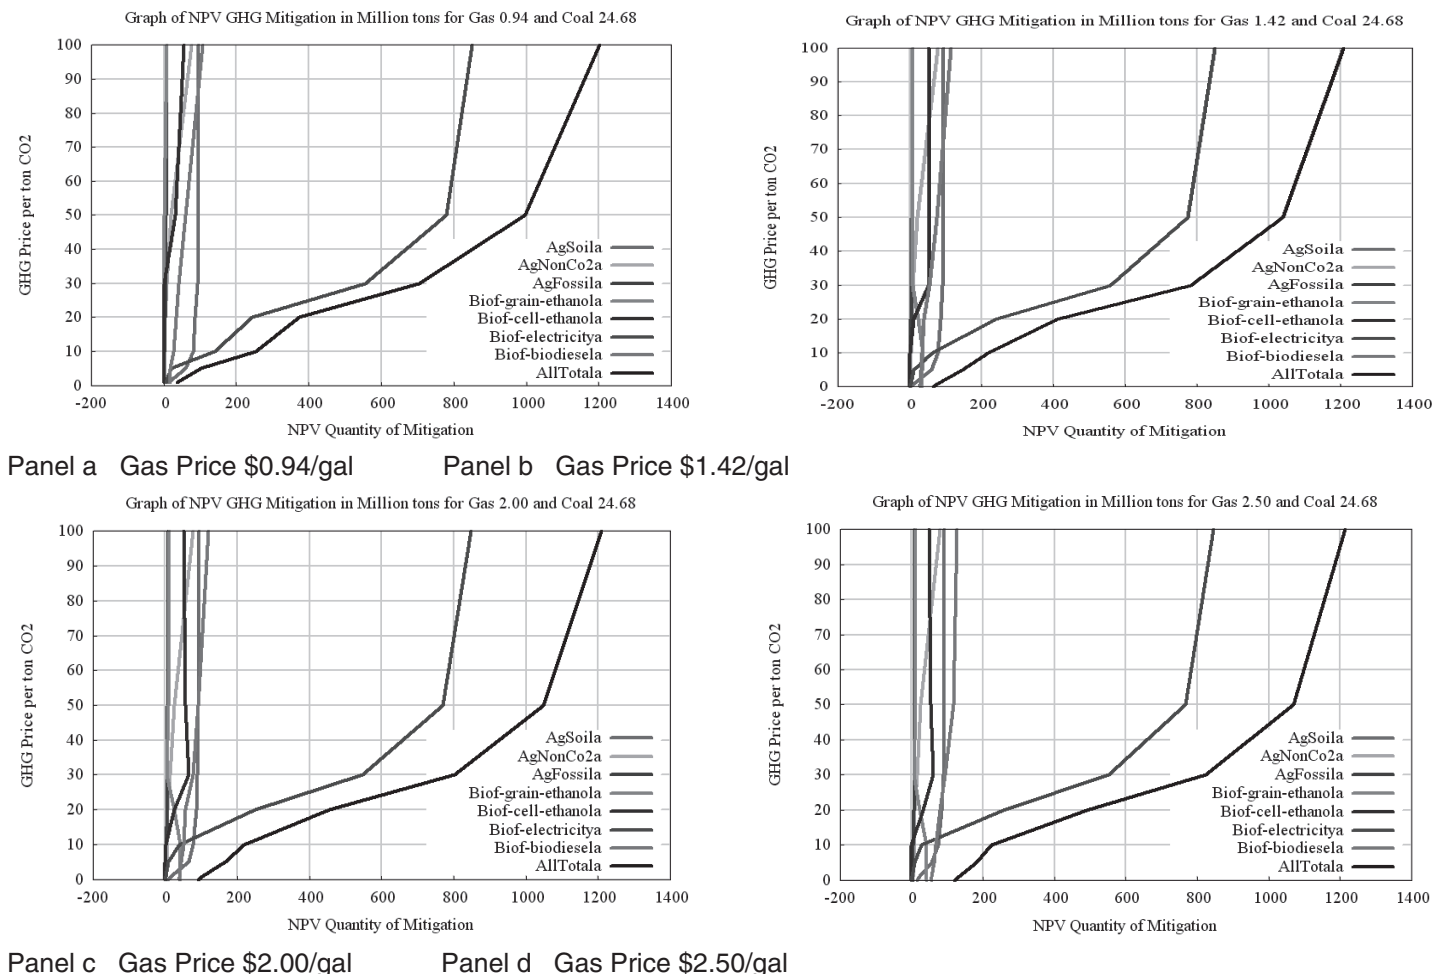 Graph of NPV GHG Mitigation in Million tons for Gas 0.94 and Coal 24.68
100
90
80
70
60
50
40
30
20
10
0
GHG Price per ton CO2
AgSoila
AgNonCo2a
AgFossila
Biof-grain-ethanola
Biof-cell-ethanola
Biof-electricitya
Biof-biodiesela
AllTotala
-200 0 200 400 600 800 1000 1200 1400
NPV Quantity of Mitigation
Graph of NPV GHG Mitigation in Million tons for Gas 1.42 and Coal 24.68
100
90
80
70
60
50
40
30
20
10
0
GHG Price per ton CO2
AgSoila
AgNonCo2a
AgFossila
Biof-grain-ethanola
Biof-cell-ethanola
Biof-electricitya
Biof-biodiesela
AllTotala
-200 0 200 400 600 800 1000 1200 1400
NPV Quantity of Mitigation
Panel a Gas Price $0.94/gal Panel b Gas Price $1.42/gal
Graph of NPV GHG Mitigation in Million tons for Gas 2.00 and Coal 24.68
100
90
80
70
60
50
40
30
20
10
0
GHG Price per ton CO2
AgSoila
AgNonCo2a
AgFossila
Biof-grain-ethanola
Biof-cell-ethanola
Biof-electricitya
Biof-biodiesela
AllTotala
-200 0 200 400 600 800 1000 1200 1400
NPV Quantity of Mitigation
Graph of NPV GHG Mitigation in Million tons for Gas 2.50 and Coal 24.68
100
90
80
70
60
50
40
30
20
10
0
GHG Price per ton CO2
AgSoila
AgNonCo2a
AgFossila
Biof-grain-ethanola
Biof-cell-ethanola
Biof-electricitya
Biof-biodiesela
AllTotala
-200 0 200 400 600 800 1000 1200 1400
NPV Quantity of Mitigation
Panel c Gas Price $2.00/gal Panel d Gas Price $2.50/gal